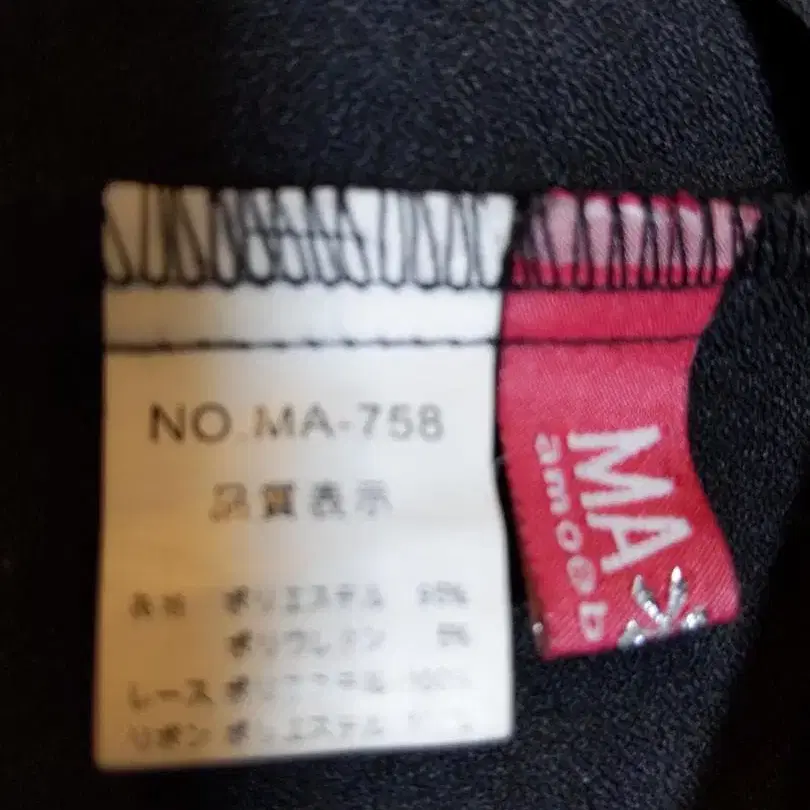 NO.MA-758
品質表示
表地 ポリエステル 95%
ポリウレタン 5%
レース ポリエステル 100%
リボン ポリエステル
MA
amoeb